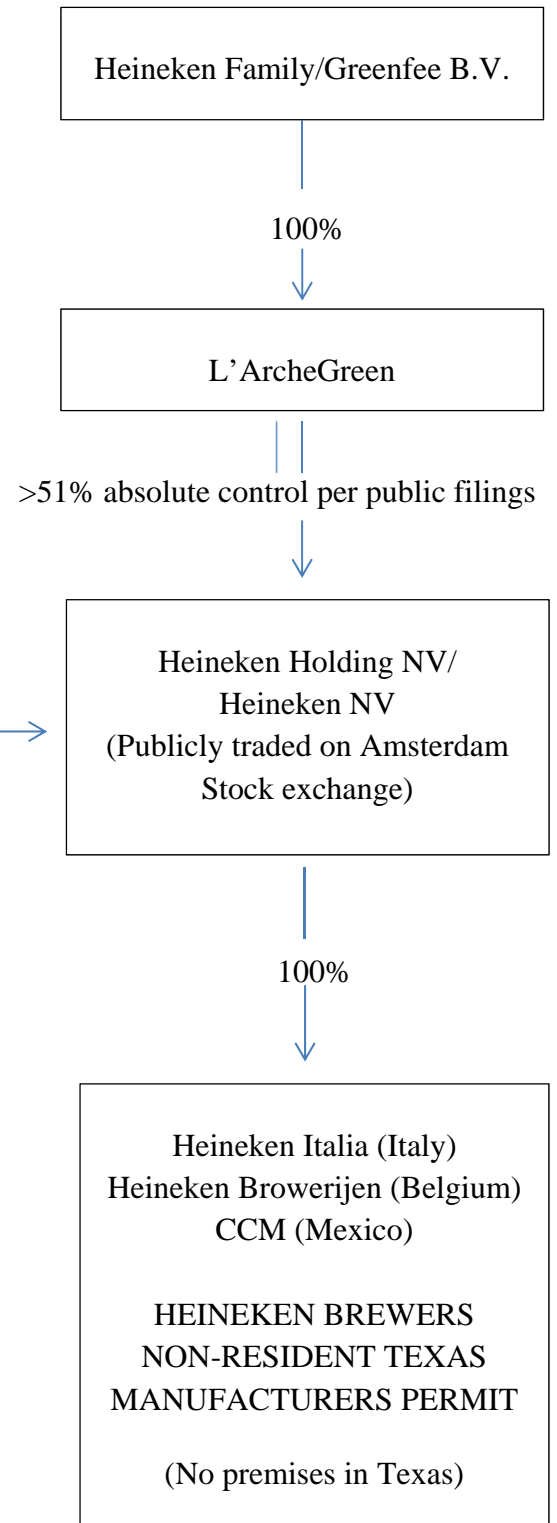 Heineken Family/Greenfee B.V.
100%
L’ArcheGreen
>51% absolute control per public filings
Heineken Holding NV/
Heineken NV
(Publicly traded on Amsterdam
Stock exchange)
100%
Heineken Italia (Italy)
Heineken Browerijen (Belgium)
CCM (Mexico)
HEINEKEN BREWERS
NON-RESIDENT TEXAS
MANUFACTURERS PERMIT
(No premises in Texas)